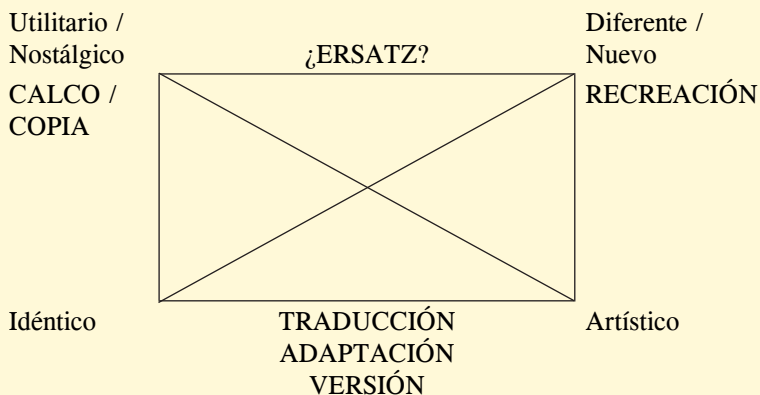 Utilitario /
Nostálgico
¿ERSATZ?
Diferente /
Nuevo
CALCO /
COPIA
RECREACIÓN
Idéntico
TRADUCCIÓN
ADAPTACIÓN
VERSIÓN
Artístico